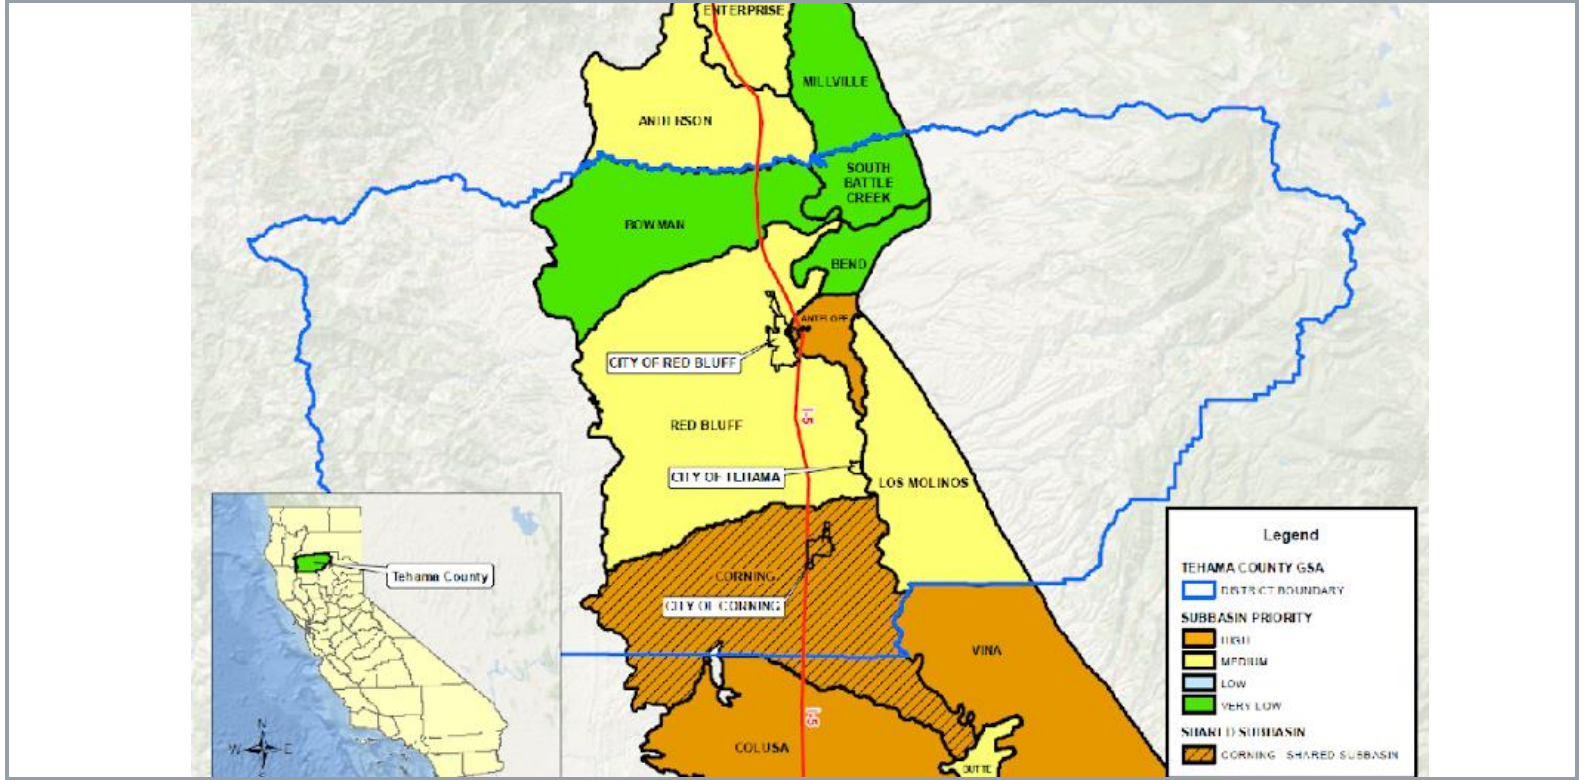 ENTERPRISE
MILLVILLE
ANDERSON
SOUTH
BATTLE
CREEK
BOWMAN
BEND
ANTELOPE
CITY OF RED BLUFF
I-5
RED BLUFF
CITY OF TEHAMA
LOS MOLINOS
CORNING
CITY OF CORNING
VINA
I-5
COLUSA
BUTTE
Tehama County
N
W
E
S
Legend
TEHAMA COUNTY GSA
DISTRICT BOUNDARY
SUBBASIN PRIORITY
HIGH
MEDIUM
LOW
VERY LOW
SHARED SUBBASIN
CORNING - SHARED SUBBASIN